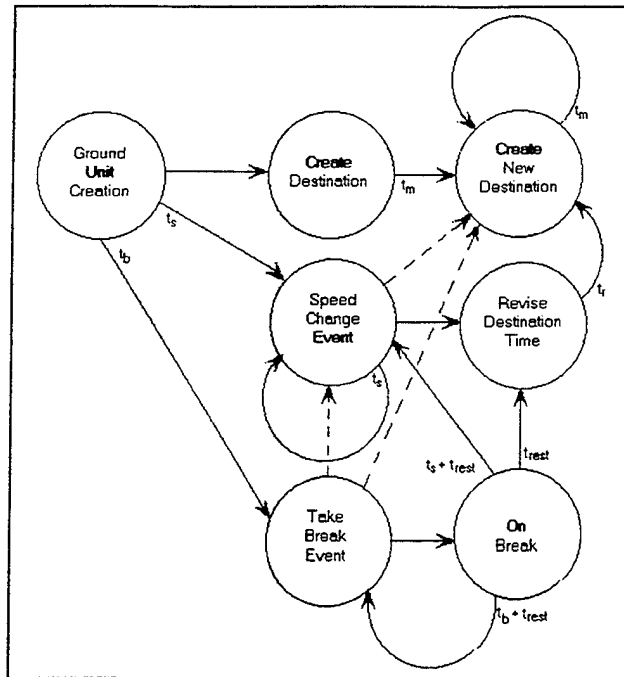 Ground
Unit
Creation
Create
Destination
Create
New
Destination
t_m
t_m
t_s
t_b
Speed
Change
Event
Revise
Destination
Time
t_r
t_s
t_s + t_rest
t_rest
Take
Break
Event
On
Break
t_b + t_rest